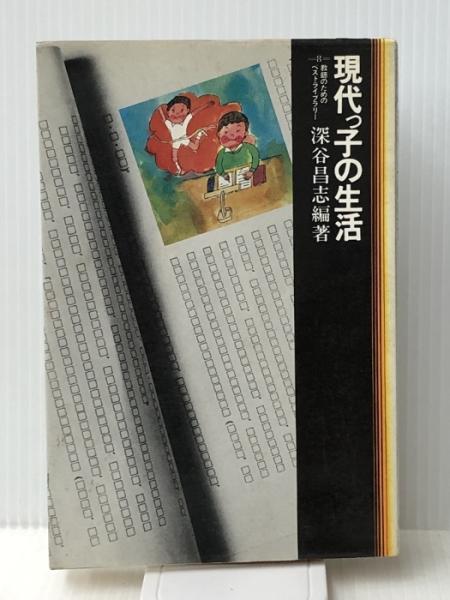 現代っ子の生活
深谷昌志編著
―8―
教師のための
ベストライブラリー